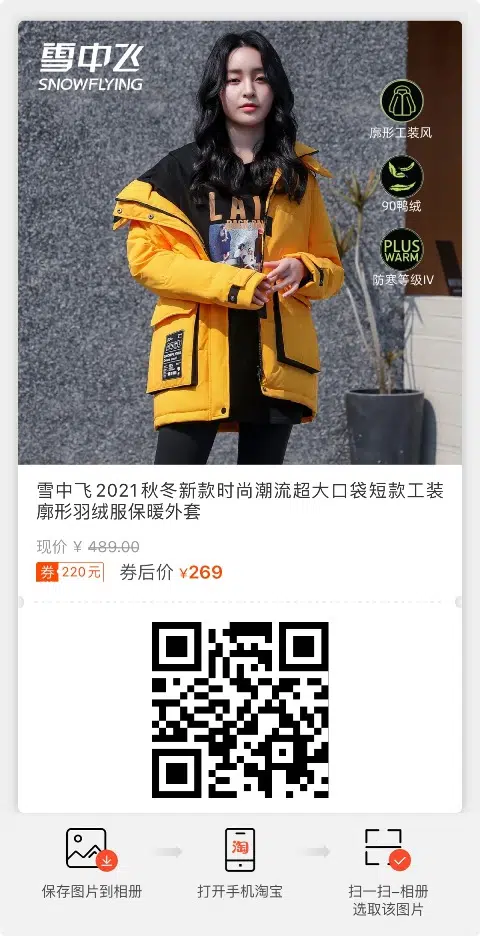 雪中飞
SNOWFLYING
廓形工装风
90鸭绒
PLUS
WARM
防寒等级IV
雪中飞2021秋冬新款时尚潮流超大口袋短款工装
廓形羽绒服保暖外套
现价 ¥ 489.00
券 220元 券后价 ¥269
淘
保存图片到相册
打开手机淘宝
扫一扫-相册
选取该图片